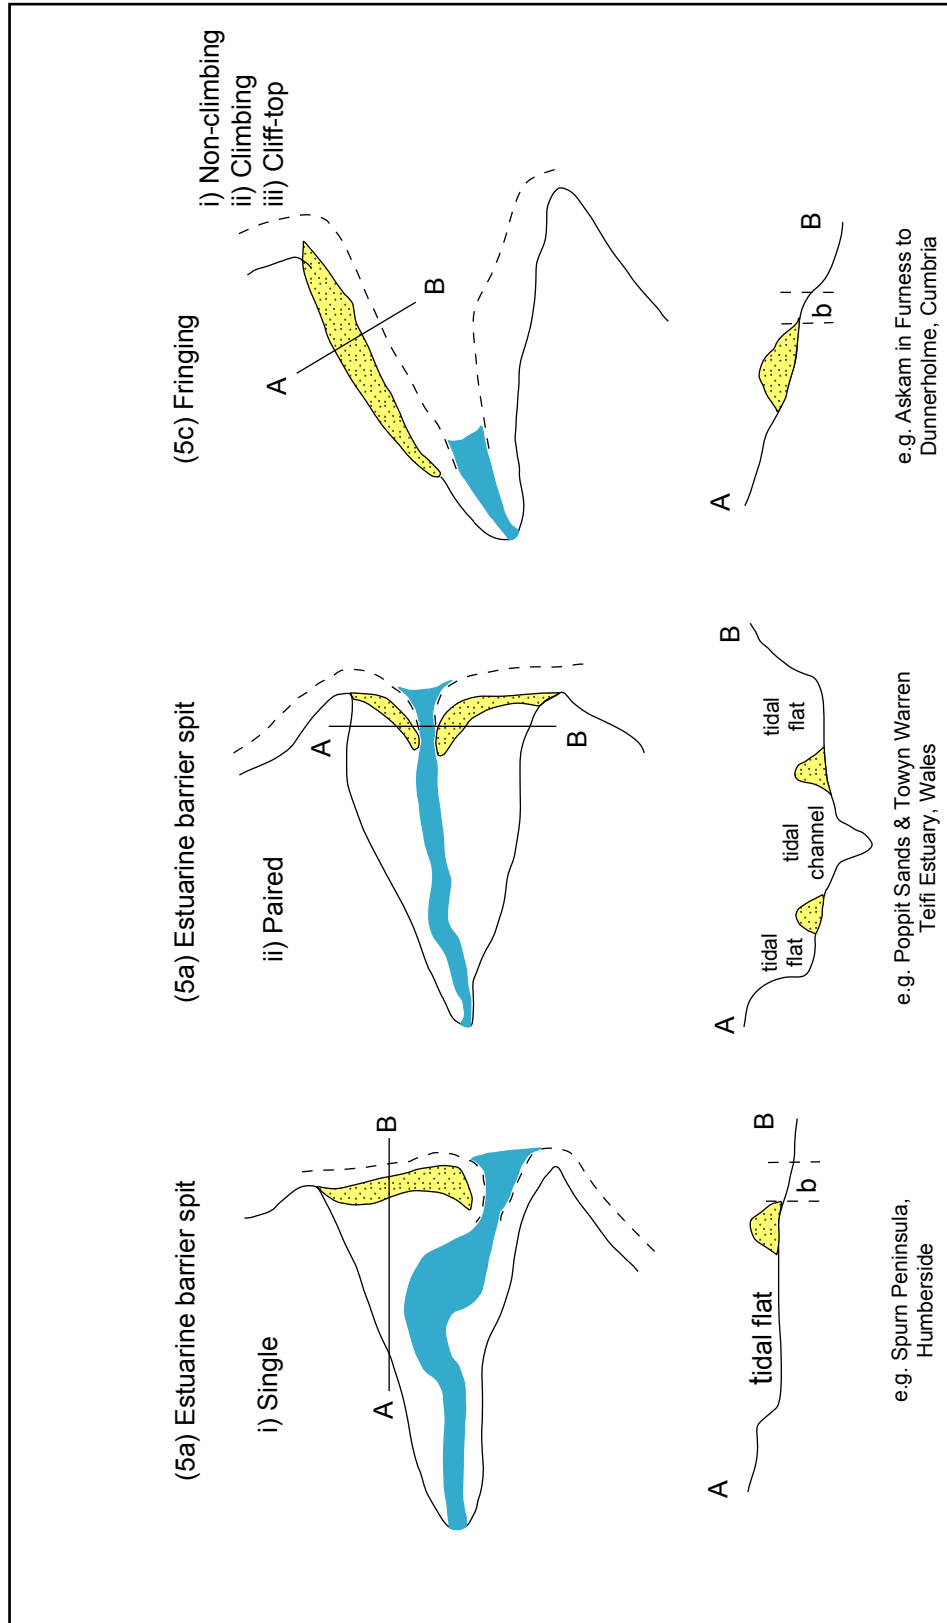 (5a) Estuarine barrier spit
i) Single
A
B
A
tidal flat
b
B
e.g. Spurn Peninsula,
Humberside
(5a) Estuarine barrier spit
ii) Paired
A
B
A
tidal
flat
tidal
channel
tidal
flat
B
e.g. Poppit Sands & Towyn Warren
Teifi Estuary, Wales
(5c) Fringing
i) Non-climbing
ii) Climbing
iii) Cliff-top
A
B
A
b
B
e.g. Askam in Furness to
Dunnerholme, Cumbria